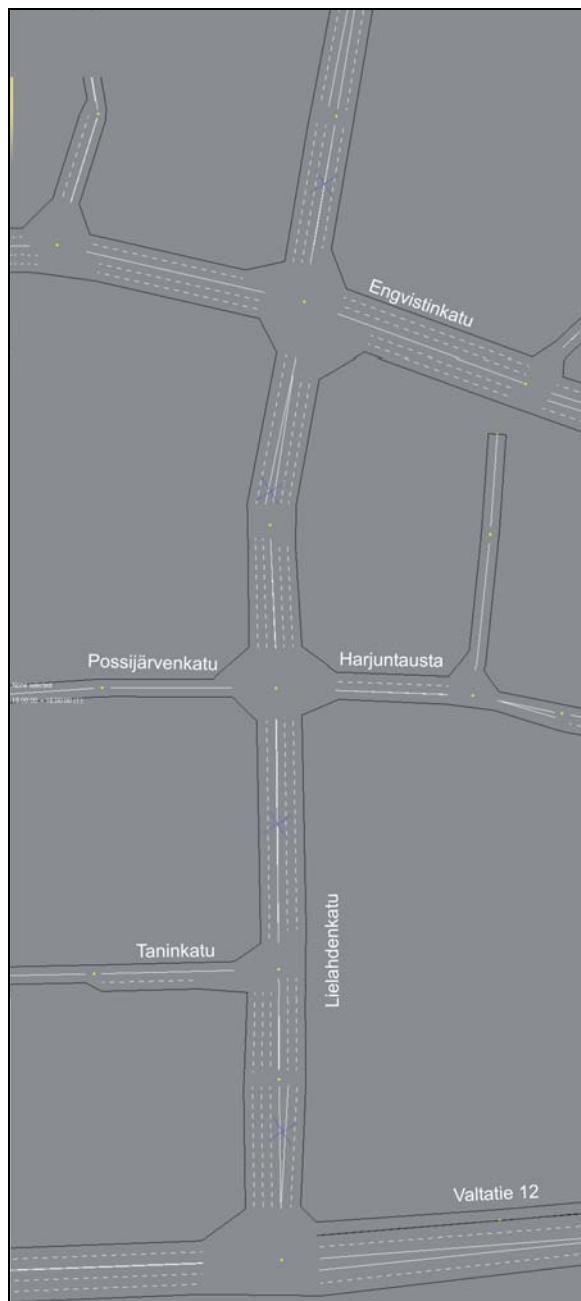 Engvistinkatu
Possijärvenkatu
Harjuntausta
Taninkatu
Lielahdenkatu
Valtatie 12